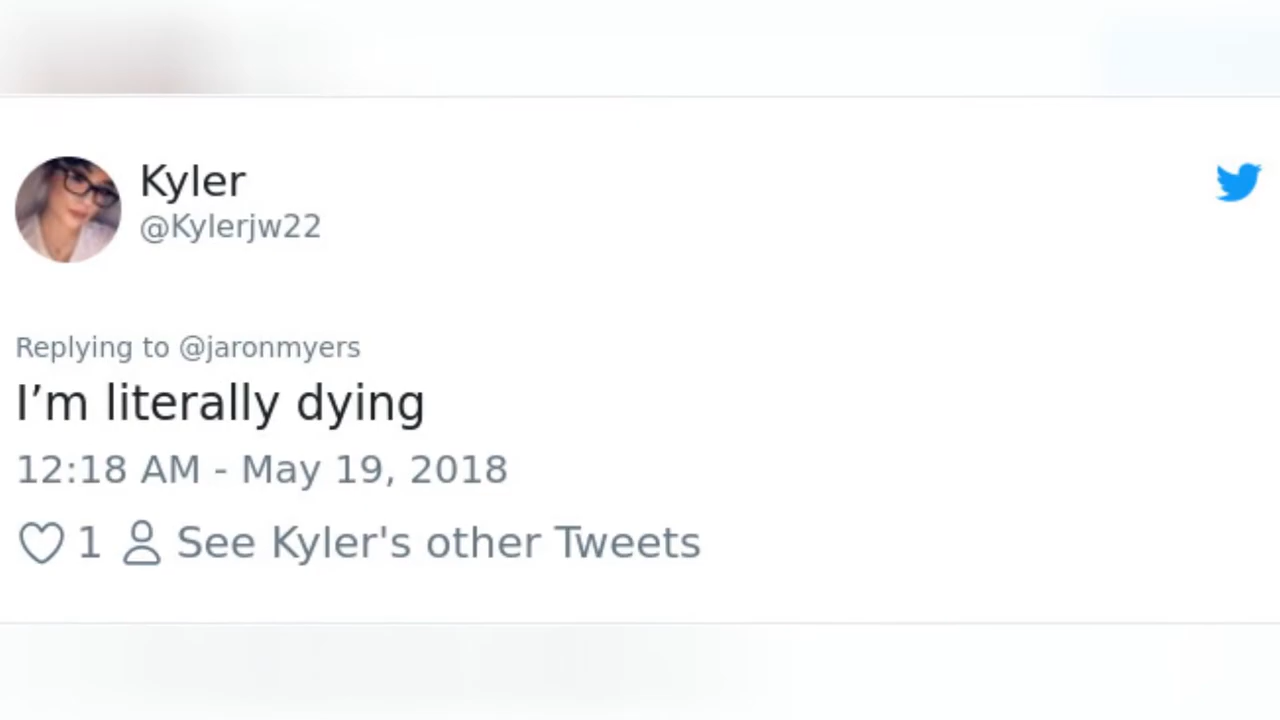 Kyler
@Kylerjw22
Replying to @jaronmyers
I’m literally dying
12:18 AM - May 19, 2018
1 See Kyler's other Tweets